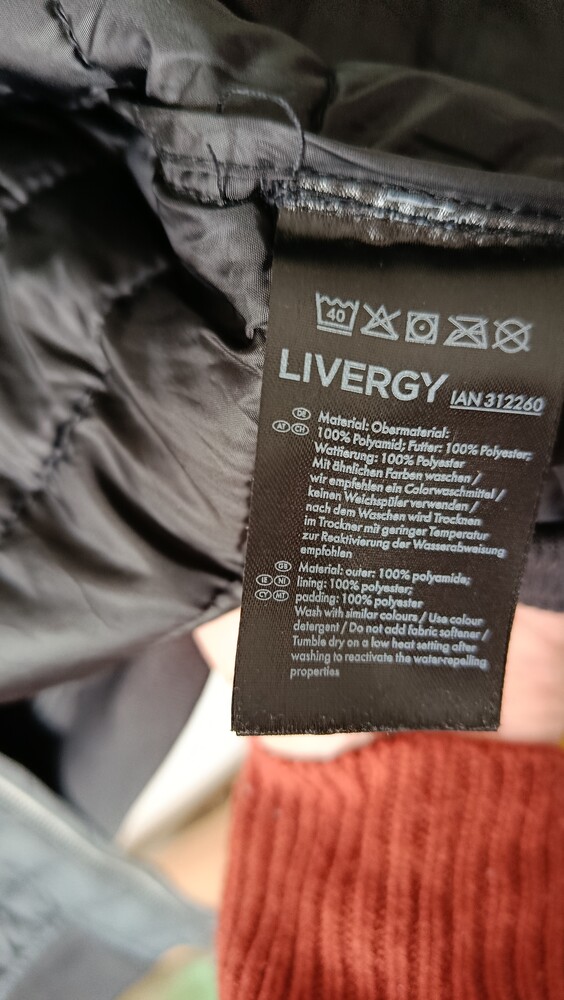 40
LIVERGY IAN 312260
DE Material: Obermaterial:
AT CH 100% Polyamid; Futter: 100% Polyester;
Wattierung: 100% Polyester
Mit ähnlichen Farben waschen /
wir empfehlen ein Colorwaschmittel /
keinen Weichspüler verwenden /
nach dem Waschen wird Trocknen
im Trockner mit geringer Temperatur
zur Reaktivierung der Wasserabweisung
empfohlen
GB Material: outer: 100% polyamide;
IE NI lining: 100% polyester;
CY MT padding: 100% polyester
Wash with similar colours / Use colour
detergent / Do not add fabric softener /
Tumble dry on a low heat setting after
washing to reactivate the water-repelling
properties